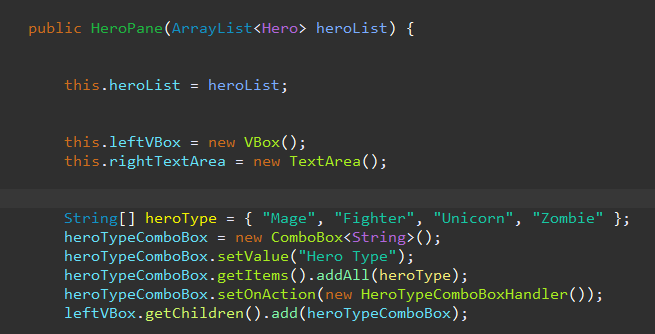 public HeroPane(ArrayList<Hero> heroList) {
this.heroList = heroList;
this.leftVBox = new VBox();
this.rightTextArea = new TextArea();
String[] heroType = { "Mage", "Fighter", "Unicorn", "Zombie" };
heroTypeComboBox = new ComboBox<String>();
heroTypeComboBox.setValue("Hero Type");
heroTypeComboBox.getItems().addAll(heroType);
heroTypeComboBox.setOnAction(new HeroTypeComboBoxHandler());
leftVBox.getChildren().add(heroTypeComboBox);